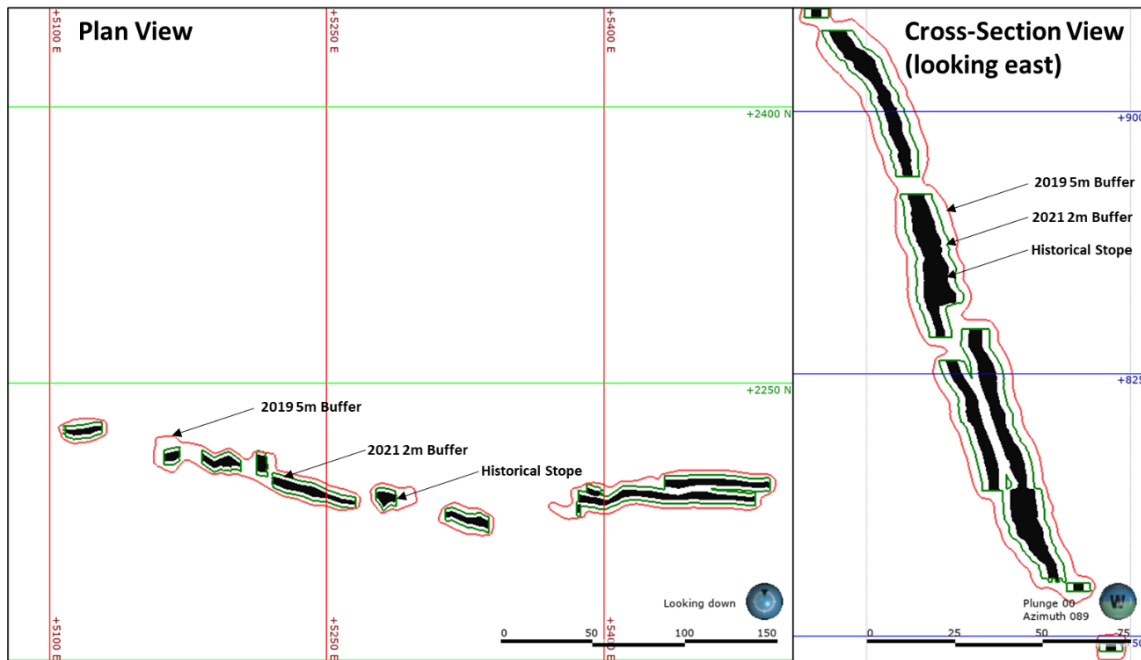 Plan View
+5100 E
+5250 E
+5400 E
+2400 N
+2250 N
2019 5m Buffer
2021 2m Buffer
Historical Stope
+5100 E
+5250 E
+5400 E
Looking down
0 50 100 150
Cross-Section View
(looking east)
+900
2019 5m Buffer
2021 2m Buffer
Historical Stope
+825
Plunge 00
Azimuth 089
0 25 50 75